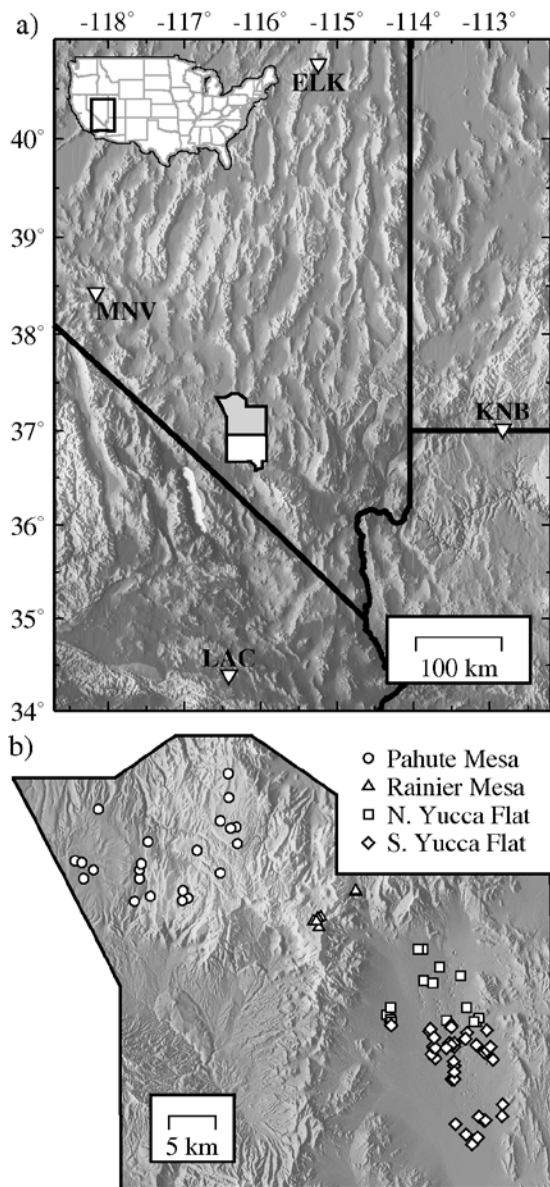 a)
-118° -117° -116° -115° -114° -113°
ELK
40°
39°
MNV
38°
KNB
37°
36°
35°
LAC
100 km
34°
b)
Pahute Mesa
Rainier Mesa
N. Yucca Flat
S. Yucca Flat
5 km